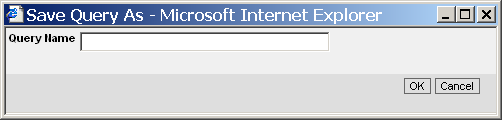 Save Query As - Microsoft Internet Explorer
Query Name
OK Cancel